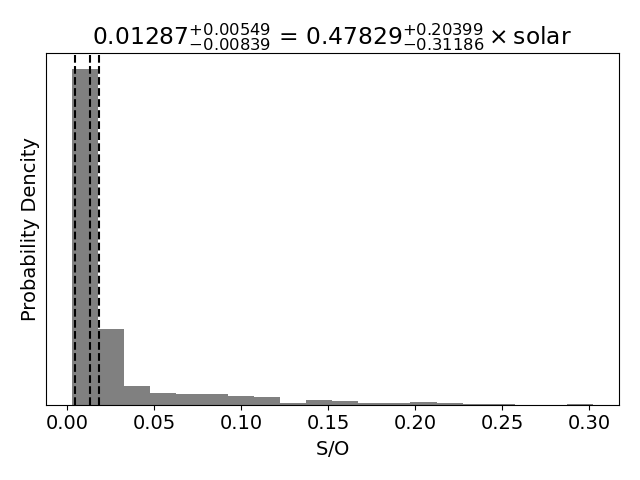 0.01287^{+0.00549}_{−0.00839} = 0.47829^{+0.20399}_{−0.31186} × solar
Probability Dencity
0.00 0.05 0.10 0.15 0.20 0.25 0.30
S/O